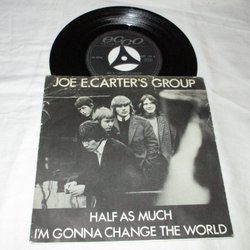 JOE E.CARTER'S GROUP
HALF AS MUCH
I'M GONNA CHANGE THE WORLD